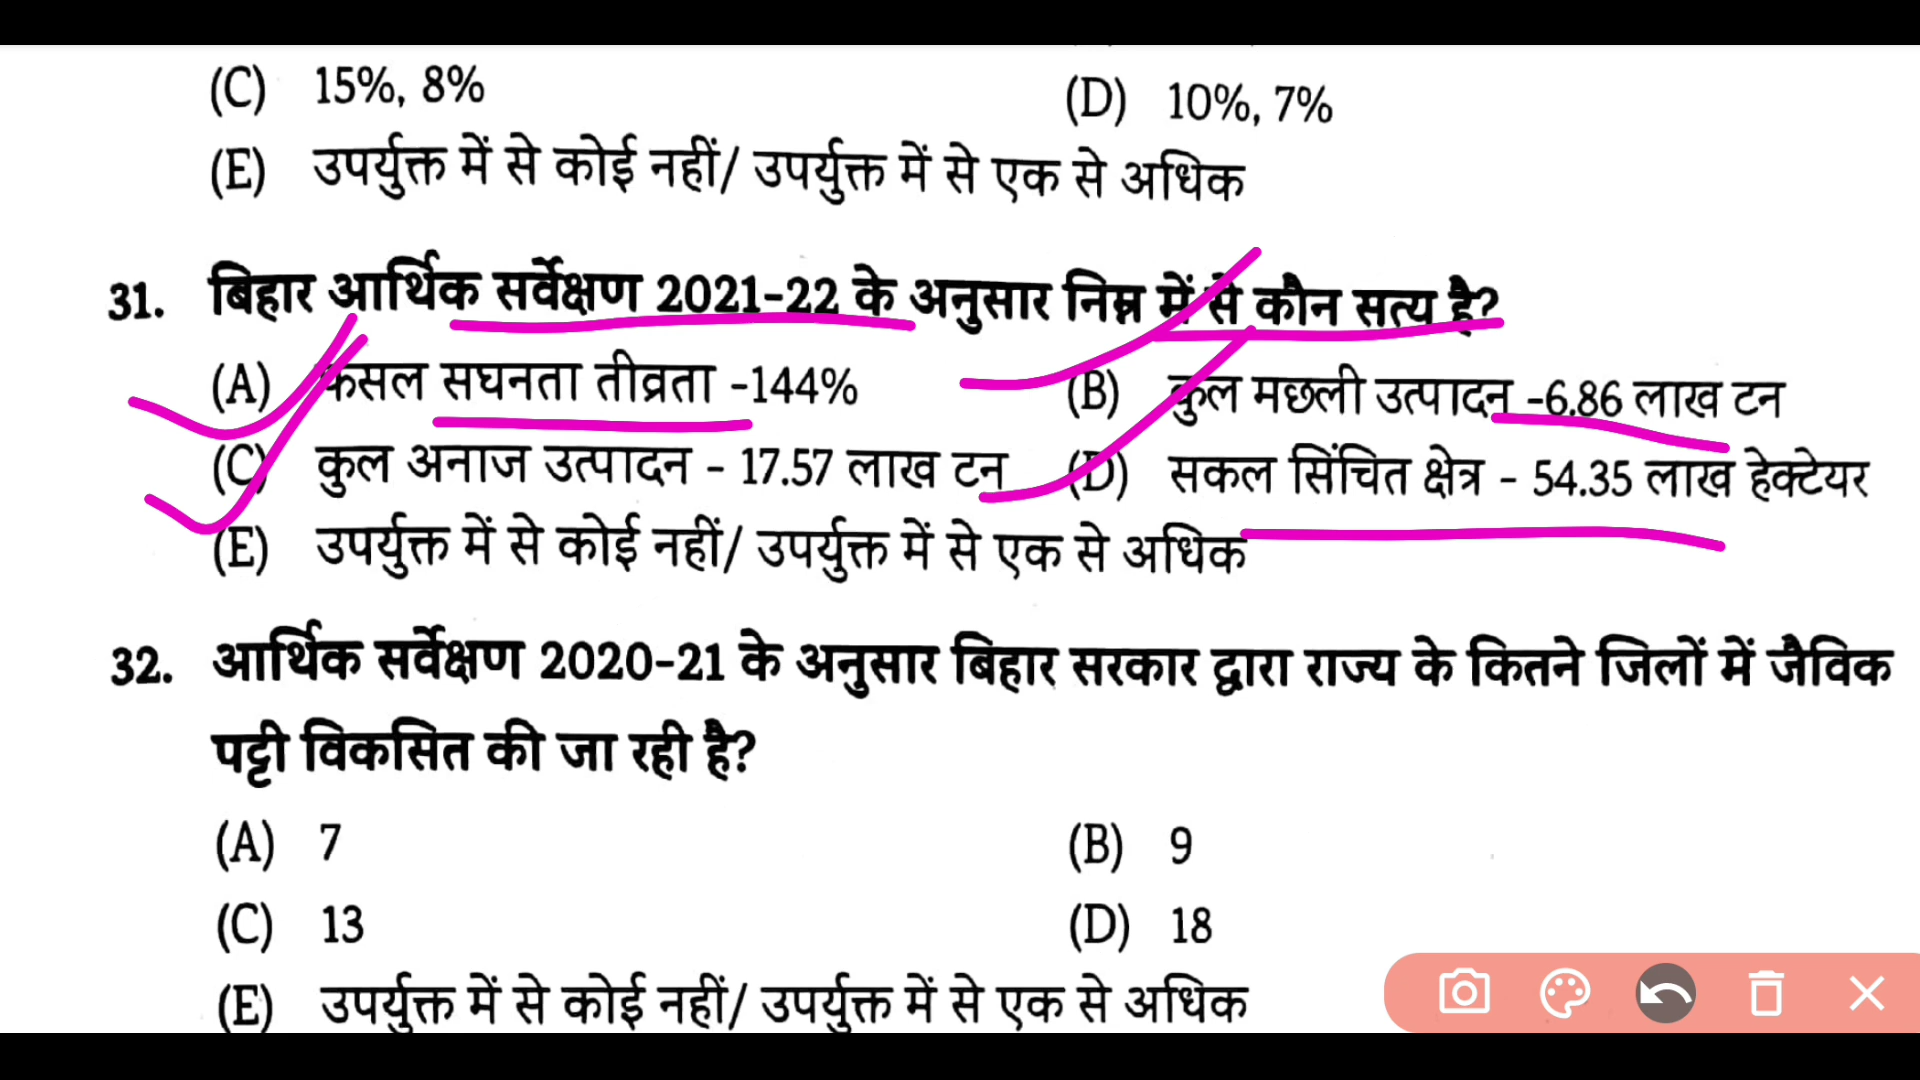 (C) 15%, 8% (D) 10%, 7%
(E) उपर्युक्त में से कोई नहीं/ उपर्युक्त में से एक से अधिक
31. बिहार आर्थिक सर्वेक्षण 2021-22 के अनुसार निम्न में से कौन सत्य है?
(A) फसल सघनता तीव्रता -144% (B) कुल मछली उत्पादन -6.86 लाख टन
(C) कुल अनाज उत्पादन - 17.57 लाख टन (D) सकल सिंचित क्षेत्र - 54.35 लाख हेक्टेयर
(E) उपर्युक्त में से कोई नहीं/ उपर्युक्त में से एक से अधिक
32. आर्थिक सर्वेक्षण 2020-21 के अनुसार बिहार सरकार द्वारा राज्य के कितने जिलों में जैविक
पट्टी विकसित की जा रही है?
(A) 7 (B) 9
(C) 13 (D) 18
(E) उपर्युक्त में से कोई नहीं/ उपर्युक्त में से एक से अधिक